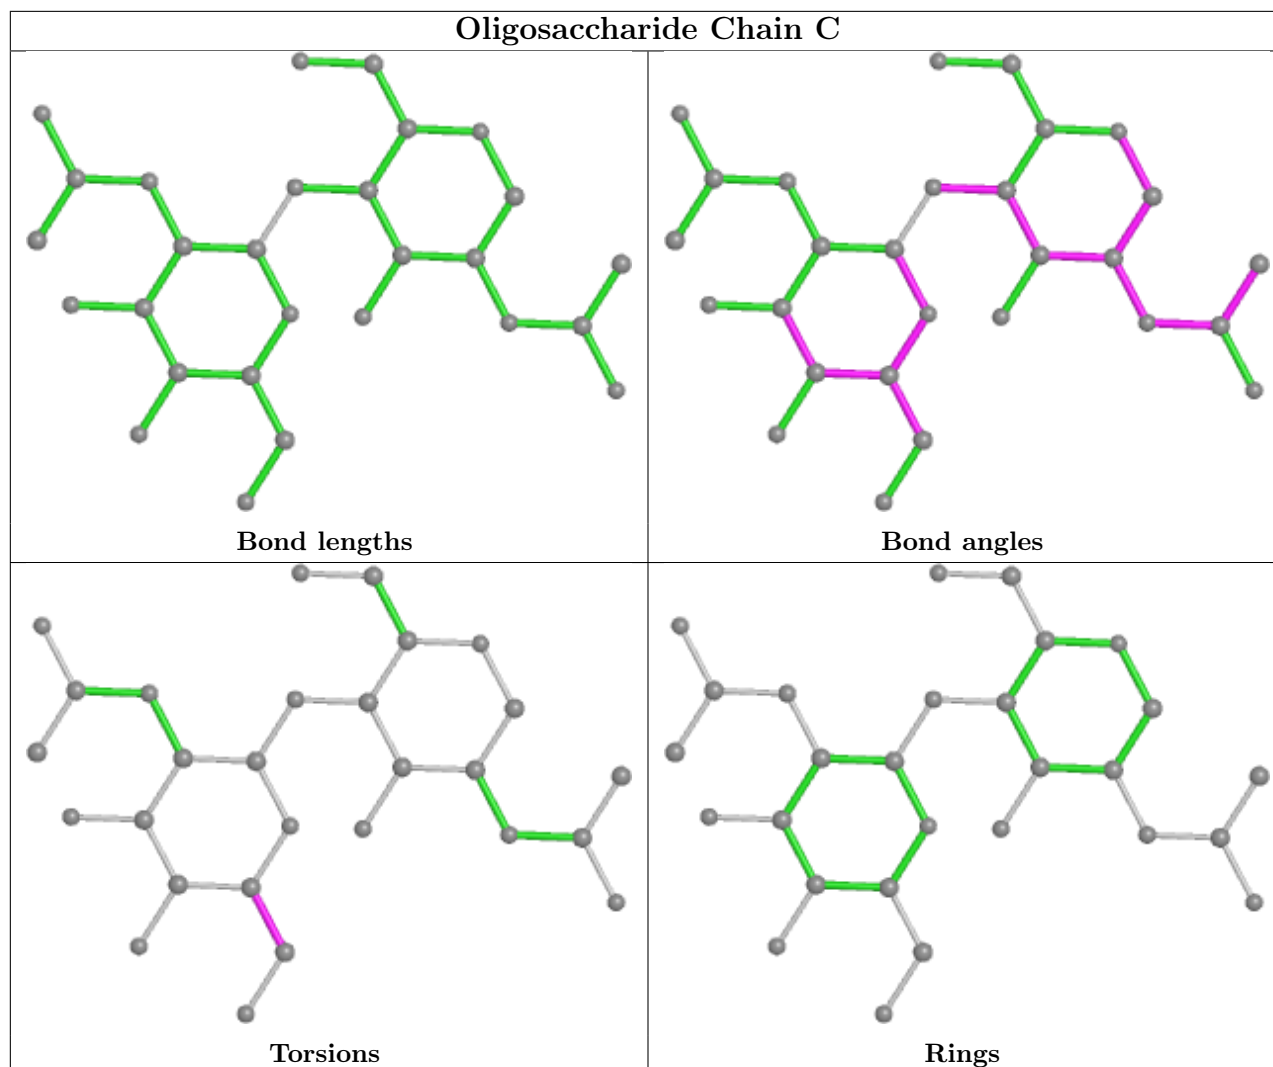 Oligosaccharide Chain C
Bond lengths
Bond angles
Torsions
Rings